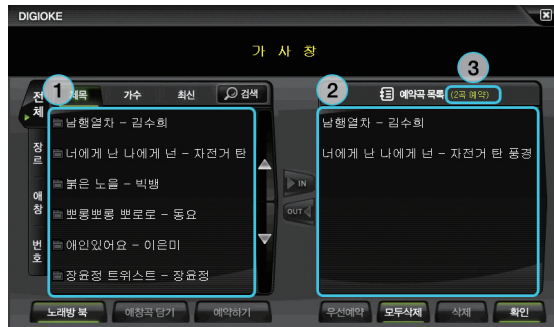 DIGIOKE
가 사 창
3
전체
장르
애창
번호
1 제목 가수 최신 검색
남행열차 - 김수희
너에게 난 나에게 넌 - 자전거 탄
붉은 노을 - 빅뱅
뽀롱뽀롱 뽀로로 - 동요
애인있어요 - 이은미
장윤정 트위스트 - 장윤정
IN
OUT
2 예약곡 목록 (2곡 예약)
남행열차 - 김수희
너에게 난 나에게 넌 - 자전거 탄 풍경
노래방 북 애창곡 담기 예약하기
우선예약 모두삭제 삭제 확인